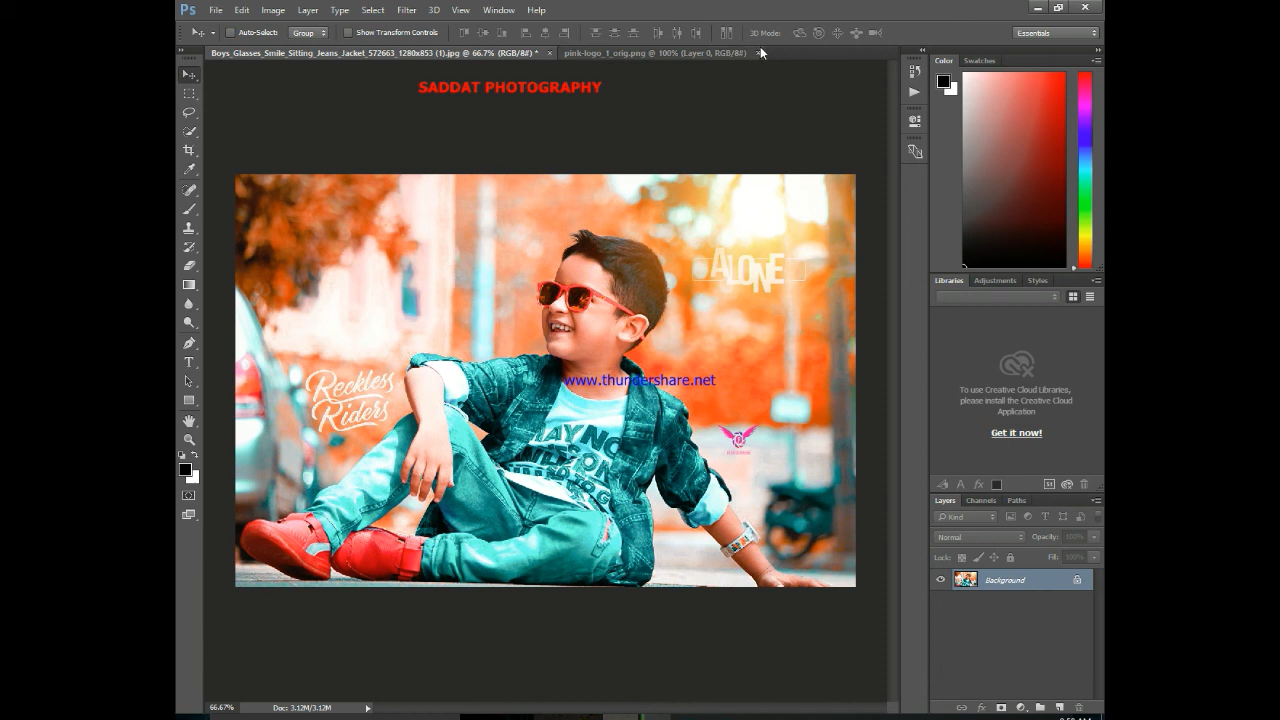 Ps File Edit Image Layer Type Select Filter 3D View Window Help
Auto-Select: Group Show Transform Controls 3D Mode: Essentials
Boys_Glasses_Smile_Sitting_Jeans_Jacket_572663_1280x853 (1).jpg @ 66.7% (RGB/8#) * × pink-logo_1_orig.png @ 100% (Layer 0, RGB/8#)
SADDAT PHOTOGRAPHY
Color Swatches
ALONE
Reckless
Riders
www.thundershare.net
Libraries Adjustments Styles
To use Creative Cloud Libraries,
please install the Creative Cloud
Application
Get it now!
Layers Channels Paths
Kind
Normal Opacity: 100%
Lock: Fill: 100%
Background
66.67% Doc: 3.12M/3.12M